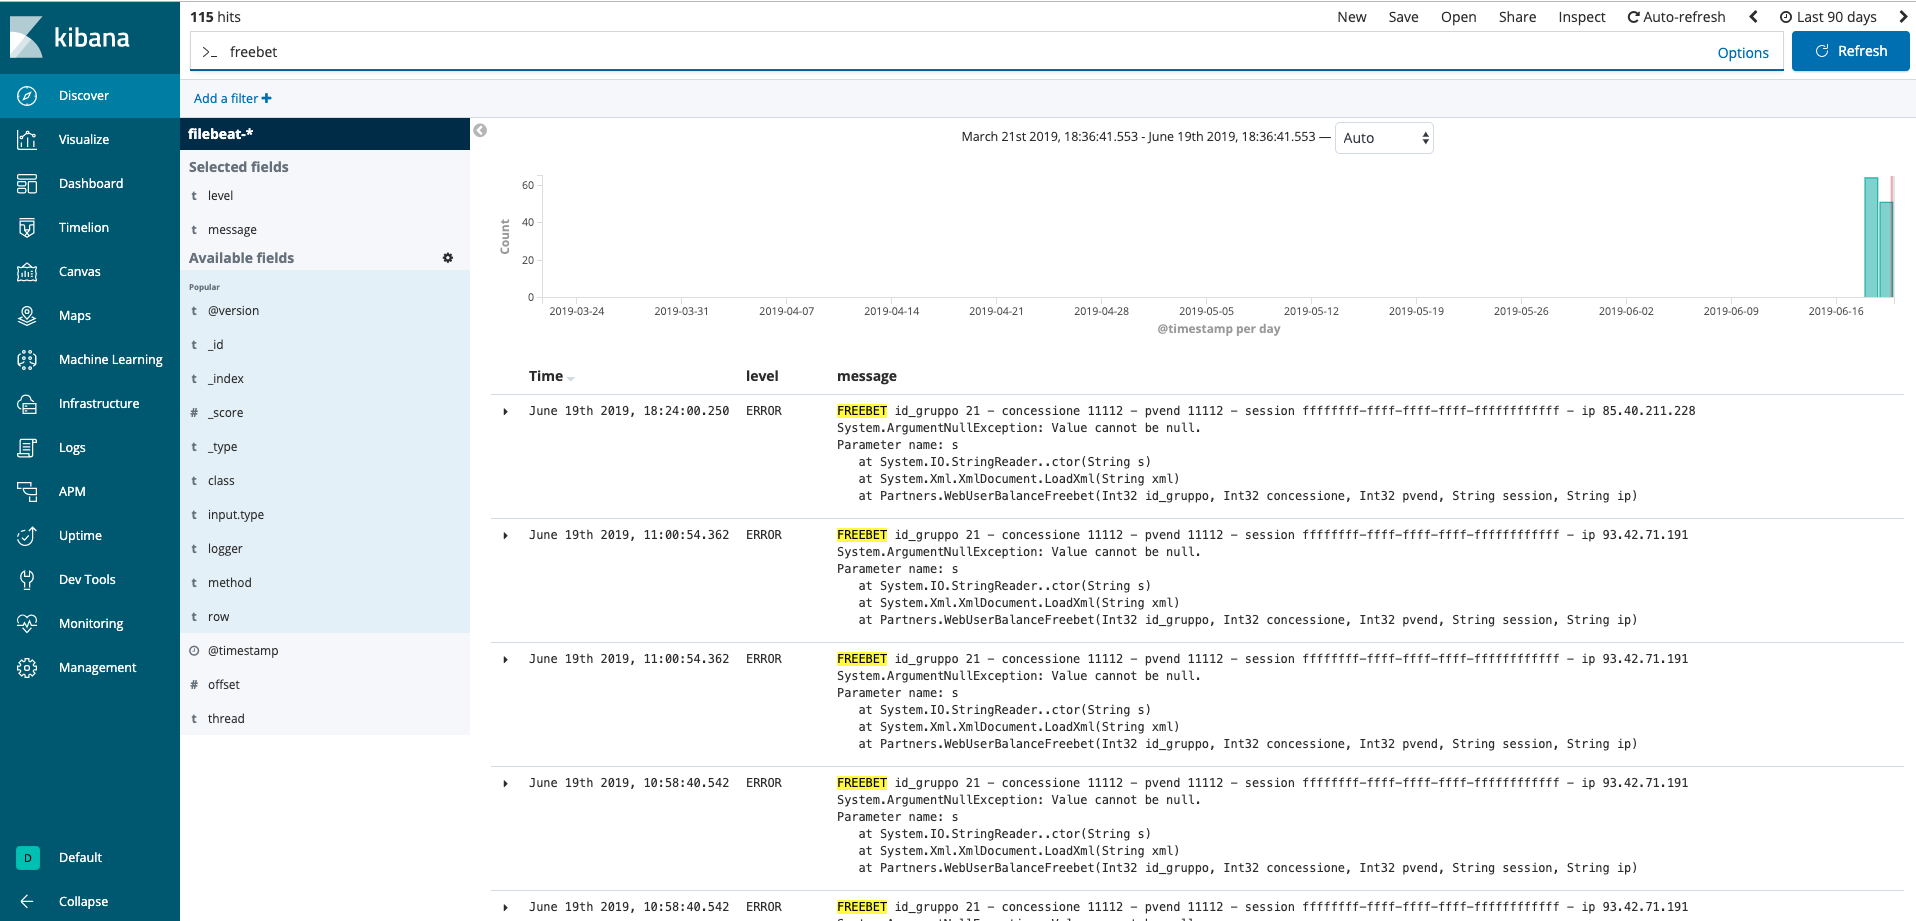 kibana
Discover
Visualize
Dashboard
Timelion
Canvas
Maps
Machine Learning
Infrastructure
Logs
APM
Uptime
Dev Tools
Monitoring
Management
D Default
Collapse
115 hits
New Save Open Share Inspect Auto-refresh Last 90 days
>_ freebet Options Refresh
Add a filter +
filebeat-*
Selected fields
t level
t message
Available fields
Popular
t @version
t _id
t _index
# _score
t _type
t class
t input.type
t logger
t method
t row
@timestamp
# offset
t thread
March 21st 2019, 18:36:41.553 - June 19th 2019, 18:36:41.553 — Auto
60
40
20
0
Count
2019-03-24 2019-03-31 2019-04-07 2019-04-14 2019-04-21 2019-04-28 2019-05-05 2019-05-12 2019-05-19 2019-05-26 2019-06-02 2019-06-09 2019-06-16
@timestamp per day
Time level message
June 19th 2019, 18:24:00.250 ERROR FREEBET id_gruppo 21 - concessione 11112 - pvend 11112 - session ffffffff-ffff-ffff-ffff-ffffffffffff - ip 85.40.211.228
System.ArgumentNullException: Value cannot be null.
Parameter name: s
at System.IO.StringReader..ctor(String s)
at System.Xml.XmlDocument.LoadXml(String xml)
at Partners.WebUserBalanceFreebet(Int32 id_gruppo, Int32 concessione, Int32 pvend, String session, String ip)
June 19th 2019, 11:00:54.362 ERROR FREEBET id_gruppo 21 - concessione 11112 - pvend 11112 - session ffffffff-ffff-ffff-ffff-ffffffffffff - ip 93.42.71.191
System.ArgumentNullException: Value cannot be null.
Parameter name: s
at System.IO.StringReader..ctor(String s)
at System.Xml.XmlDocument.LoadXml(String xml)
at Partners.WebUserBalanceFreebet(Int32 id_gruppo, Int32 concessione, Int32 pvend, String session, String ip)
June 19th 2019, 11:00:54.362 ERROR FREEBET id_gruppo 21 - concessione 11112 - pvend 11112 - session ffffffff-ffff-ffff-ffff-ffffffffffff - ip 93.42.71.191
System.ArgumentNullException: Value cannot be null.
Parameter name: s
at System.IO.StringReader..ctor(String s)
at System.Xml.XmlDocument.LoadXml(String xml)
at Partners.WebUserBalanceFreebet(Int32 id_gruppo, Int32 concessione, Int32 pvend, String session, String ip)
June 19th 2019, 10:58:40.542 ERROR FREEBET id_gruppo 21 - concessione 11112 - pvend 11112 - session ffffffff-ffff-ffff-ffff-ffffffffffff - ip 93.42.71.191
System.ArgumentNullException: Value cannot be null.
Parameter name: s
at System.IO.StringReader..ctor(String s)
at System.Xml.XmlDocument.LoadXml(String xml)
at Partners.WebUserBalanceFreebet(Int32 id_gruppo, Int32 concessione, Int32 pvend, String session, String ip)
June 19th 2019, 10:58:40.542 ERROR FREEBET id_gruppo 21 - concessione 11112 - pvend 11112 - session ffffffff-ffff-ffff-ffff-ffffffffffff - ip 93.42.71.191